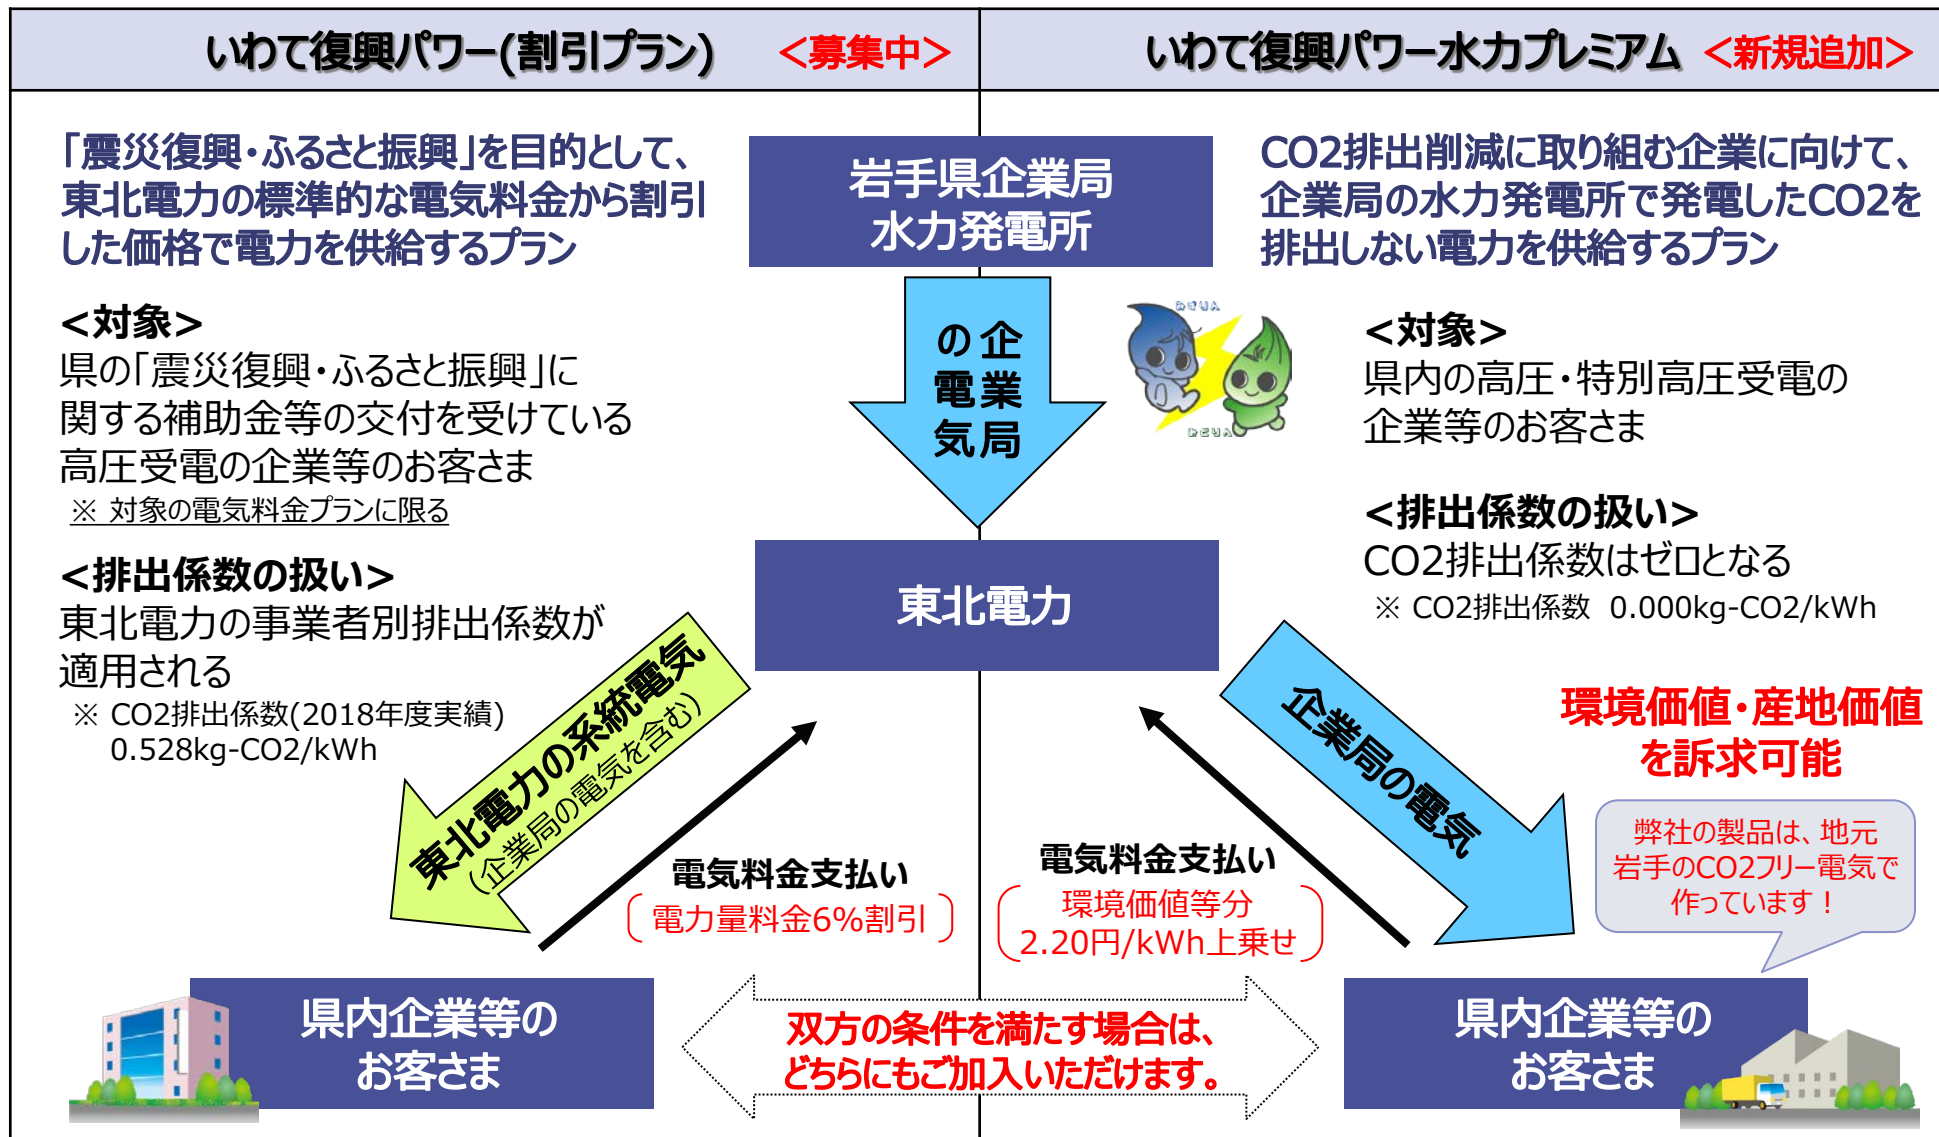 いわて復興パワー(割引プラン) <募集中>
いわて復興パワー水力プレミアム <新規追加>
「震災復興・ふるさと振興」を目的として、
東北電力の標準的な電気料金から割引
した価格で電力を供給するプラン
<対象>
県の「震災復興・ふるさと振興」に
関する補助金等の交付を受けている
高圧受電の企業等のお客さま
※ 対象の電気料金プランに限る
<排出係数の扱い>
東北電力の事業者別排出係数が
適用される
※ CO2排出係数(2018年度実績)
0.528kg-CO2/kWh
岩手県企業局
水力発電所
企業局
の電気
東北電力
CO2排出削減に取り組む企業に向けて、
企業局の水力発電所で発電したCO2を
排出しない電力を供給するプラン
<対象>
県内の高圧・特別高圧受電の
企業等のお客さま
<排出係数の扱い>
CO2排出係数はゼロとなる
※ CO2排出係数 0.000kg-CO2/kWh
環境価値・産地価値
を訴求可能
弊社の製品は、地元
岩手のCO2フリー電気で
作っています！
東北電力の系統電気
(企業局の電気を含む)
企業局の電気
電気料金支払い
電力量料金6%割引
電気料金支払い
環境価値等分
2.20円/kWh上乗せ
県内企業等の
お客さま
双方の条件を満たす場合は、
どちらにもご加入いただけます。
県内企業等の
お客さま